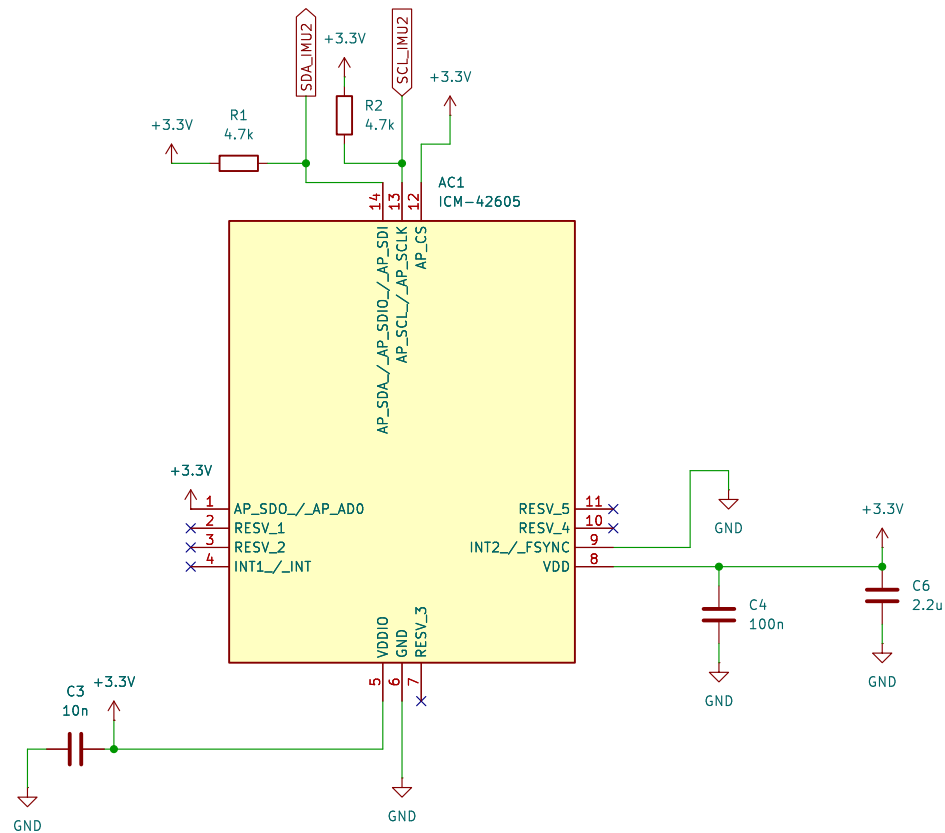 SDA_IMU2
+3.3V
SCL_IMU2
+3.3V
R2
4.7k
R1
4.7k
+3.3V
AC1
ICM-42605
14
13
12
AP_SDA_/_AP_SDIO_/_AP_SDI
AP_SCL_/_AP_SCLK
AP_CS
+3.3V
1
AP_SDO_/_AP_AD0
2
RESV_1
3
RESV_2
4
INT1_/_INT
RESV_5
11
RESV_4
10
INT2_/_FSYNC
9
VDD
8
GND
+3.3V
C4
100n
C6
2.2u
GND
GND
VDDIO
GND
RESV_3
5
6
7
C3
10n
+3.3V
GND
GND